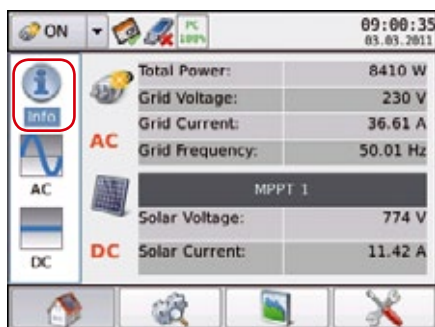 ON PC 100% 09:00:35
03.03.2011
Info
AC
DC
AC
Total Power: 8410 W
Grid Voltage: 230 V
Grid Current: 36.61 A
Grid Frequency: 50.01 Hz
MPPT 1
DC
Solar Voltage: 774 V
Solar Current: 11.42 A